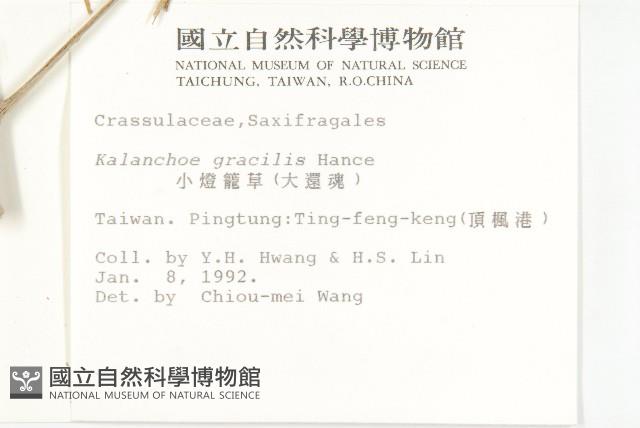 國立自然科學博物館
NATIONAL MUSEUM OF NATURAL SCIENCE
TAICHUNG, TAIWAN, R.O.CHINA
Crassulaceae,Saxifragales
Kalanchoe gracilis Hance
小燈籠草(大還魂)
Taiwan. Pingtung:Ting-feng-keng(頂楓港)
Coll. by Y.H. Hwang & H.S. Lin
Jan. 8, 1992.
Det. by Chiou-mei Wang
國立自然科學博物館
NATIONAL MUSEUM OF NATURAL SCIENCE